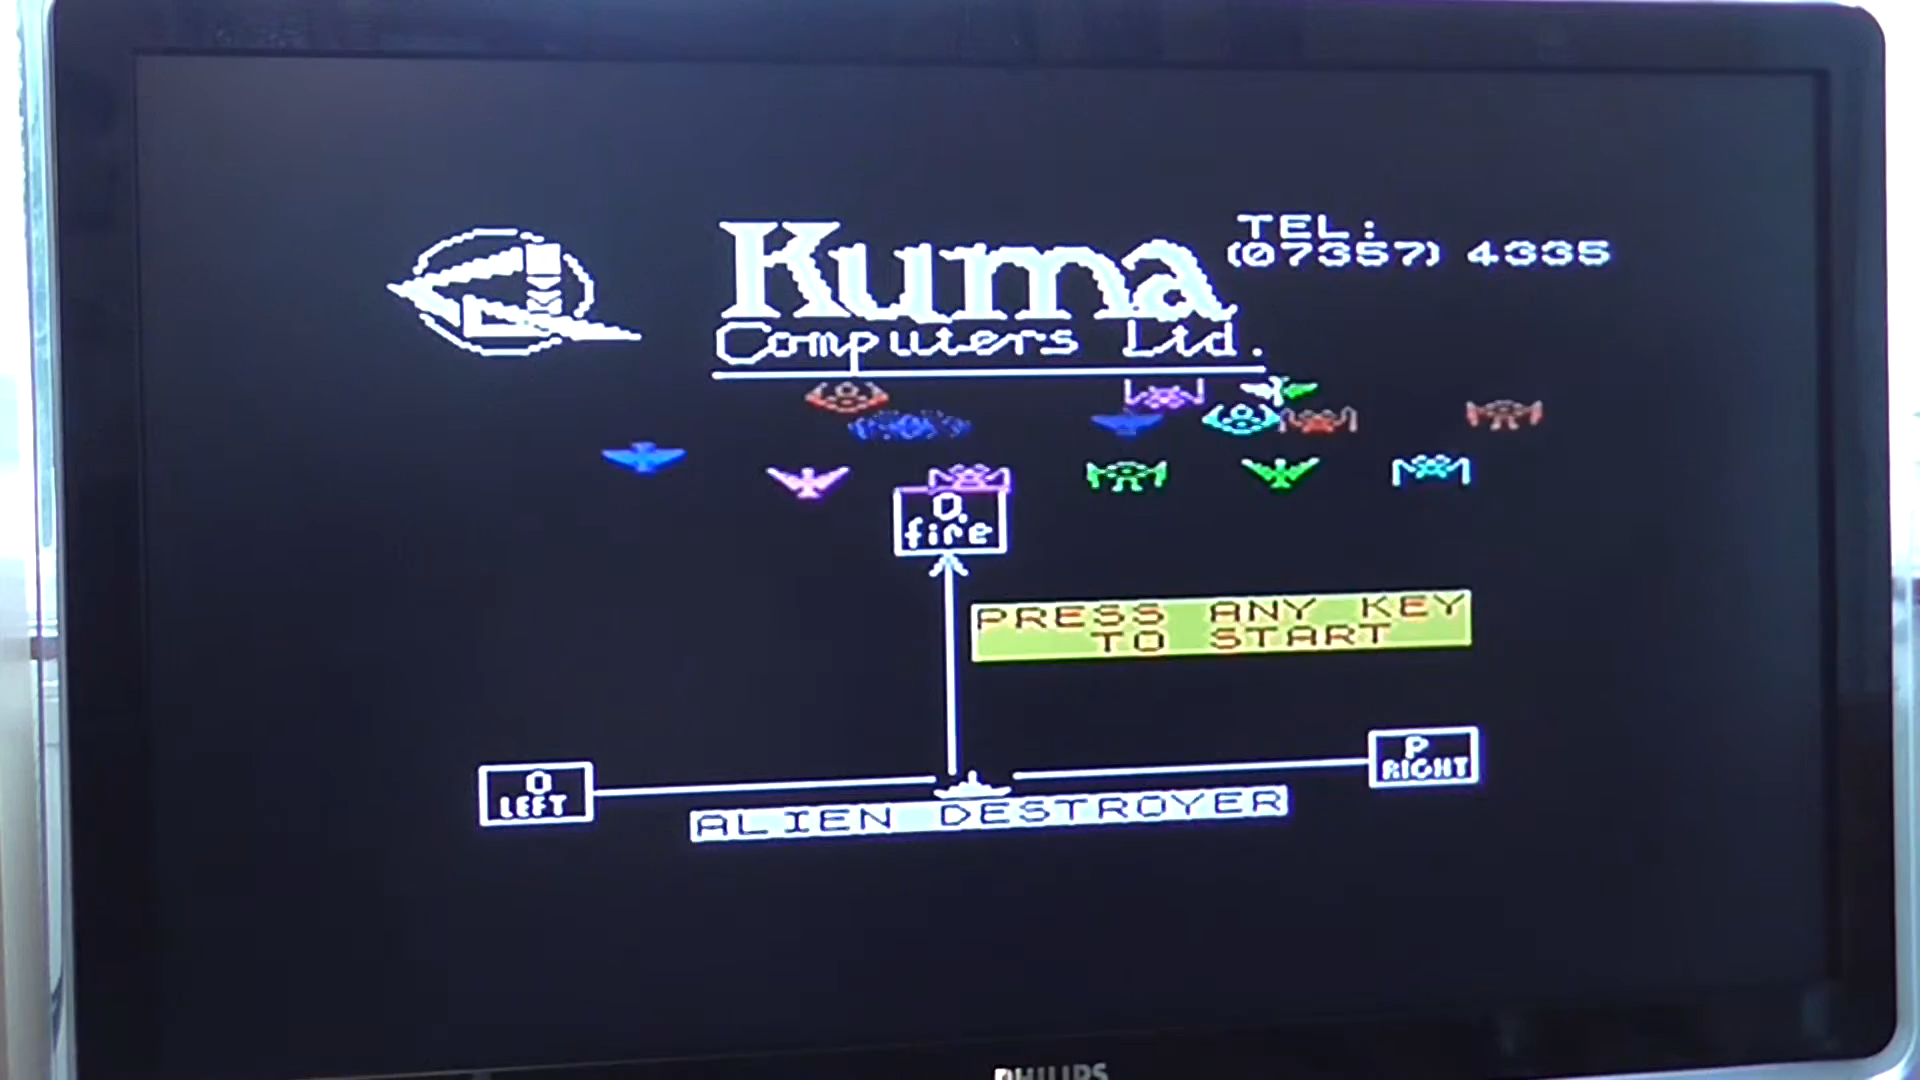 Kuma
Computers Ltd.
TEL:
(07357) 4335
Q.
fire
PRESS ANY KEY
TO START
O
LEFT
P
RIGHT
ALIEN DESTROYER
PHILIPS